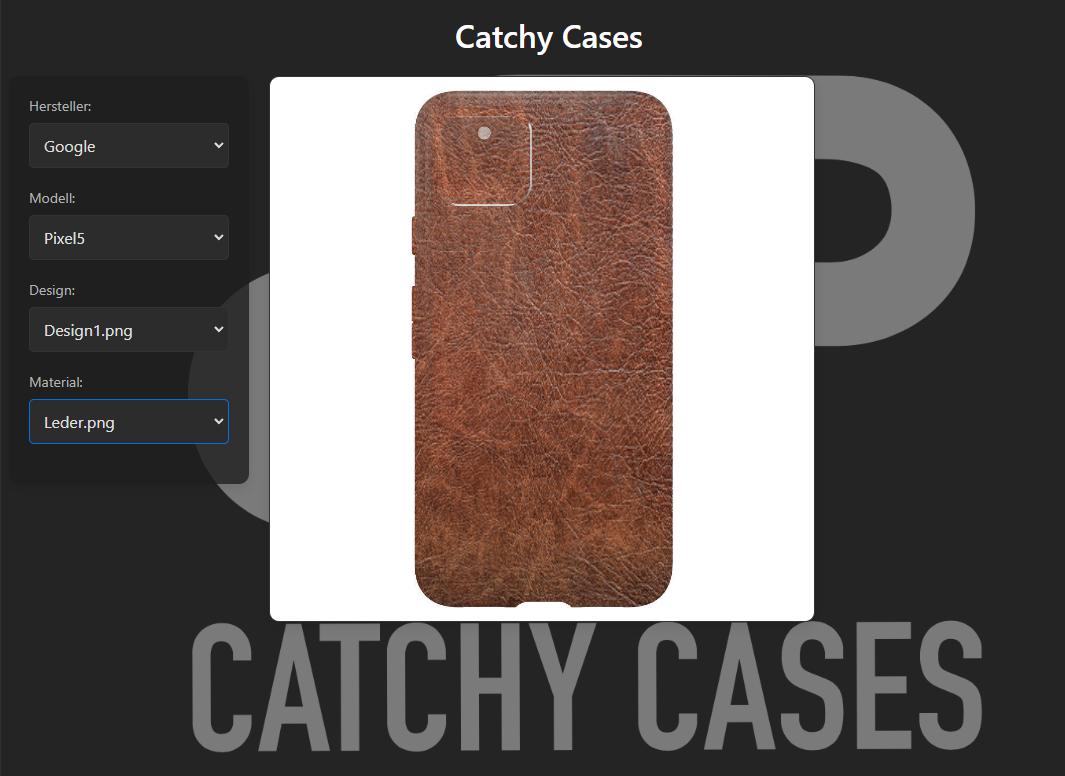 Catchy Cases
Hersteller:
Google
Modell:
Pixel5
Design:
Design1.png
Material:
Leder.png
CATCHY CASES